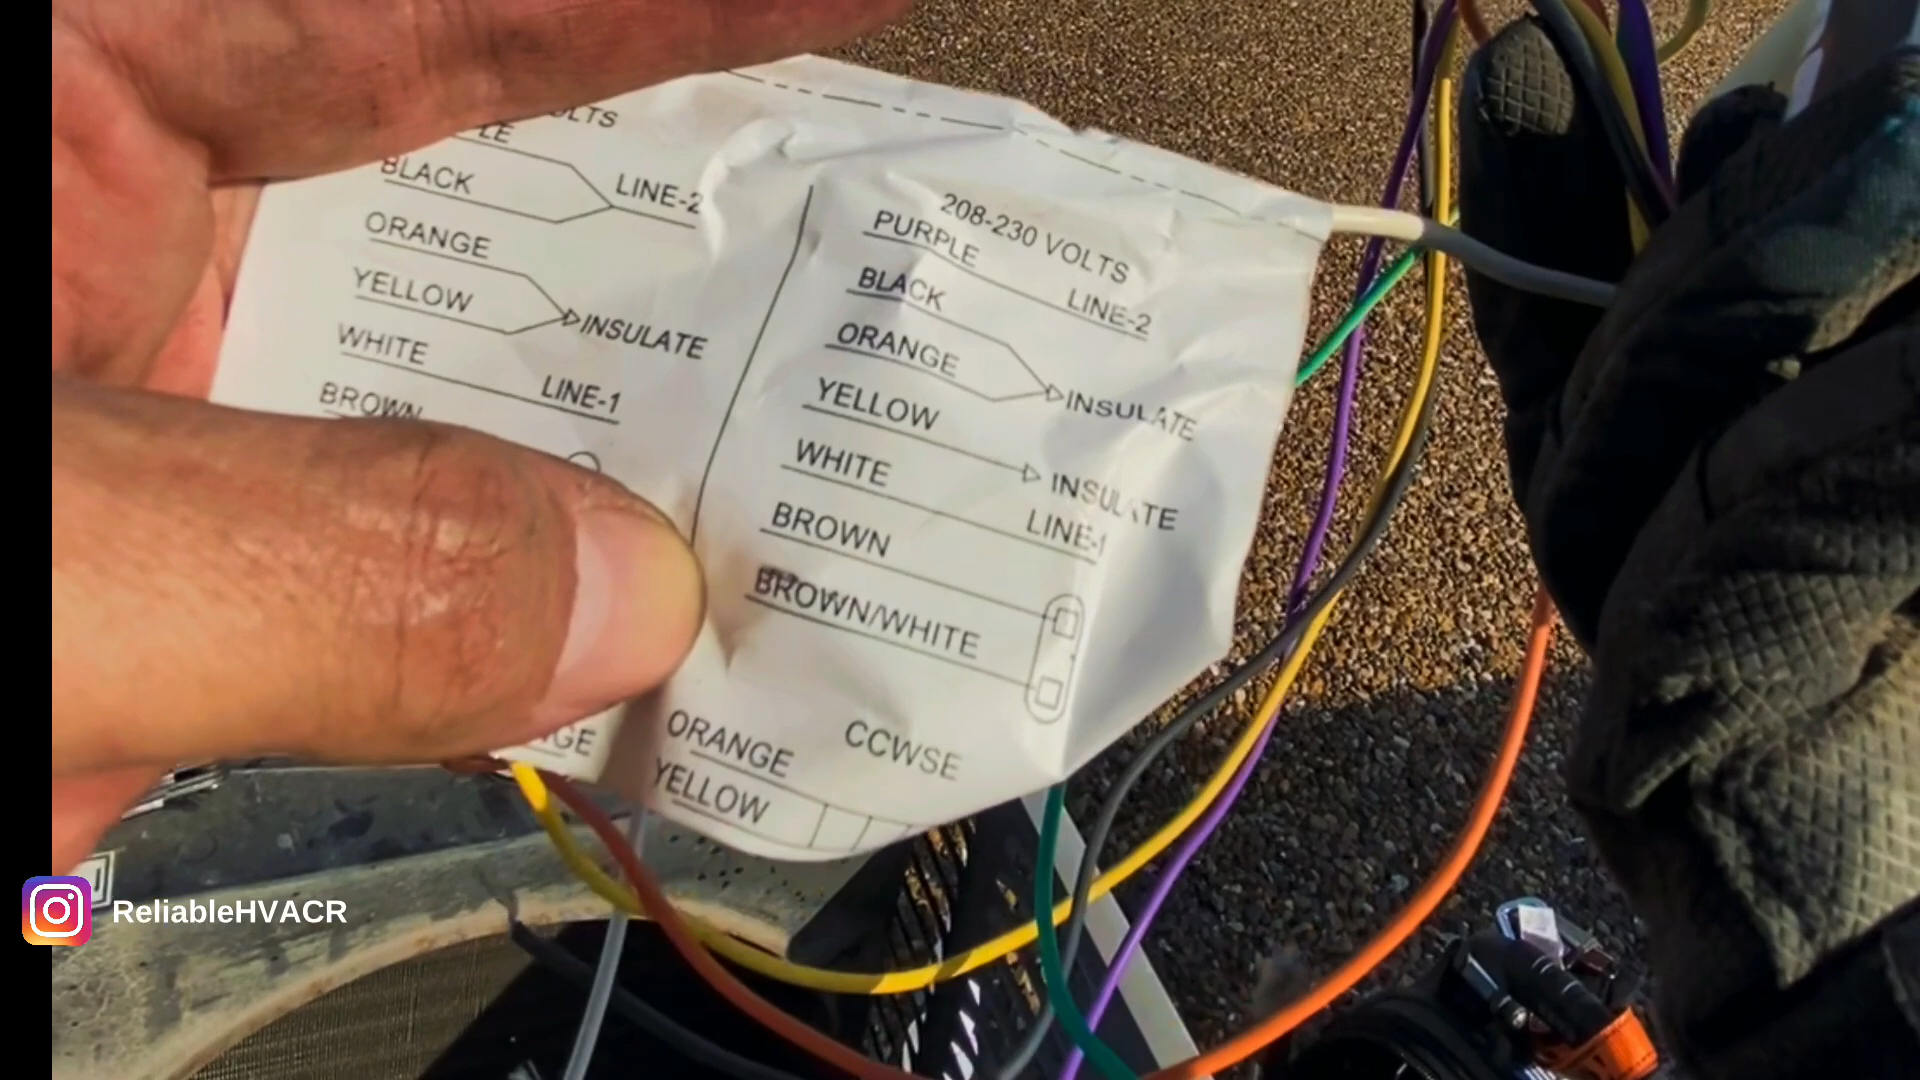 BLACK
LINE-2
ORANGE
YELLOW
INSULATE
WHITE
LINE-1
BROWN
208-230 VOLTS
PURPLE
LINE-2
BLACK
ORANGE
INSULATE
YELLOW
INSULATE
WHITE
LINE-1
BROWN
BROWN/WHITE
CCWSE
ORANGE
YELLOW
ReliableHVACR